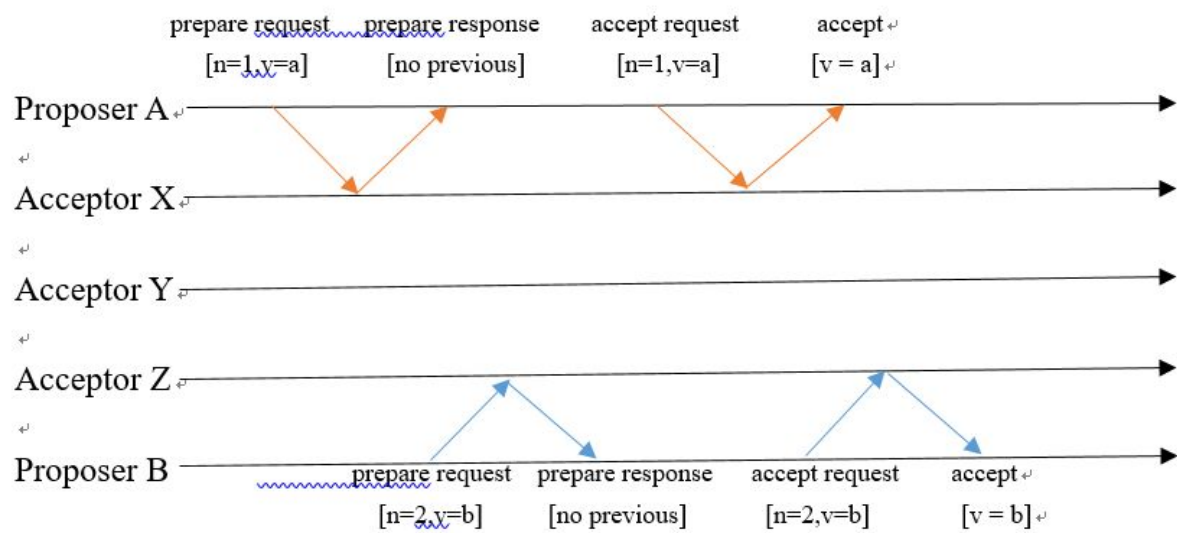 prepare request prepare response accept request accept
[n=1,v=a] [no previous] [n=1,v=a] [v = a]
Proposer A
Acceptor X
Acceptor Y
Acceptor Z
Proposer B
prepare request prepare response accept request accept
[n=2,v=b] [no previous] [n=2,v=b] [v = b]